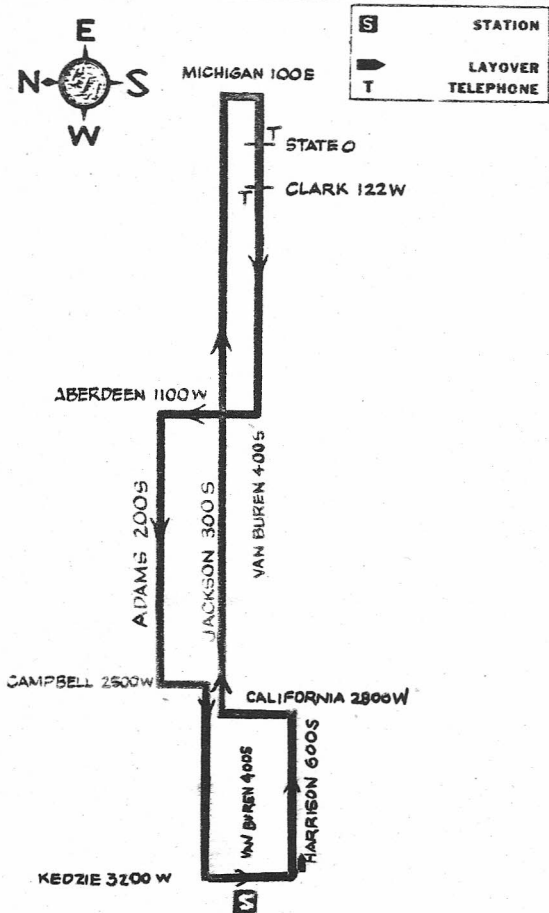 E
N S
W
S STATION
LAYOVER
T TELEPHONE
MICHIGAN 100E
T
STATE 0
CLARK 122W
T
ABERDEEN 1100W
ADAMS 200S
JACKSON 300S
VAN BUREN 400S
CAMPBELL 2500W
CALIFORNIA 2800W
VAN BUREN 400S
HARRISON 600S
KEDZIE 3200W
S